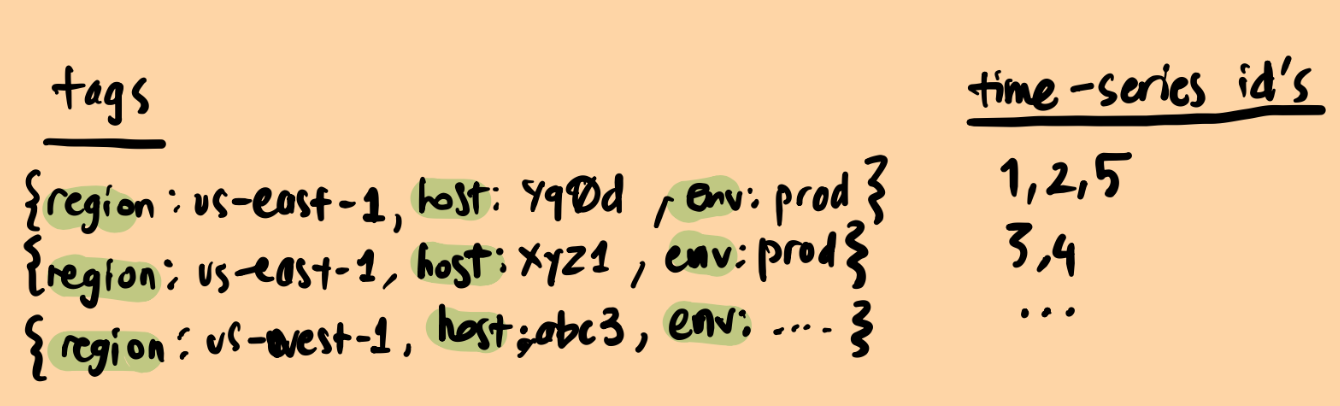 tags time-series id's
{region: us-east-1, host: yq0d, env: prod} 1,2,5
{region: us-east-1, host: xyz1, env: prod} 3,4
{region: us-west-1, host: abc3, env: ....} ...